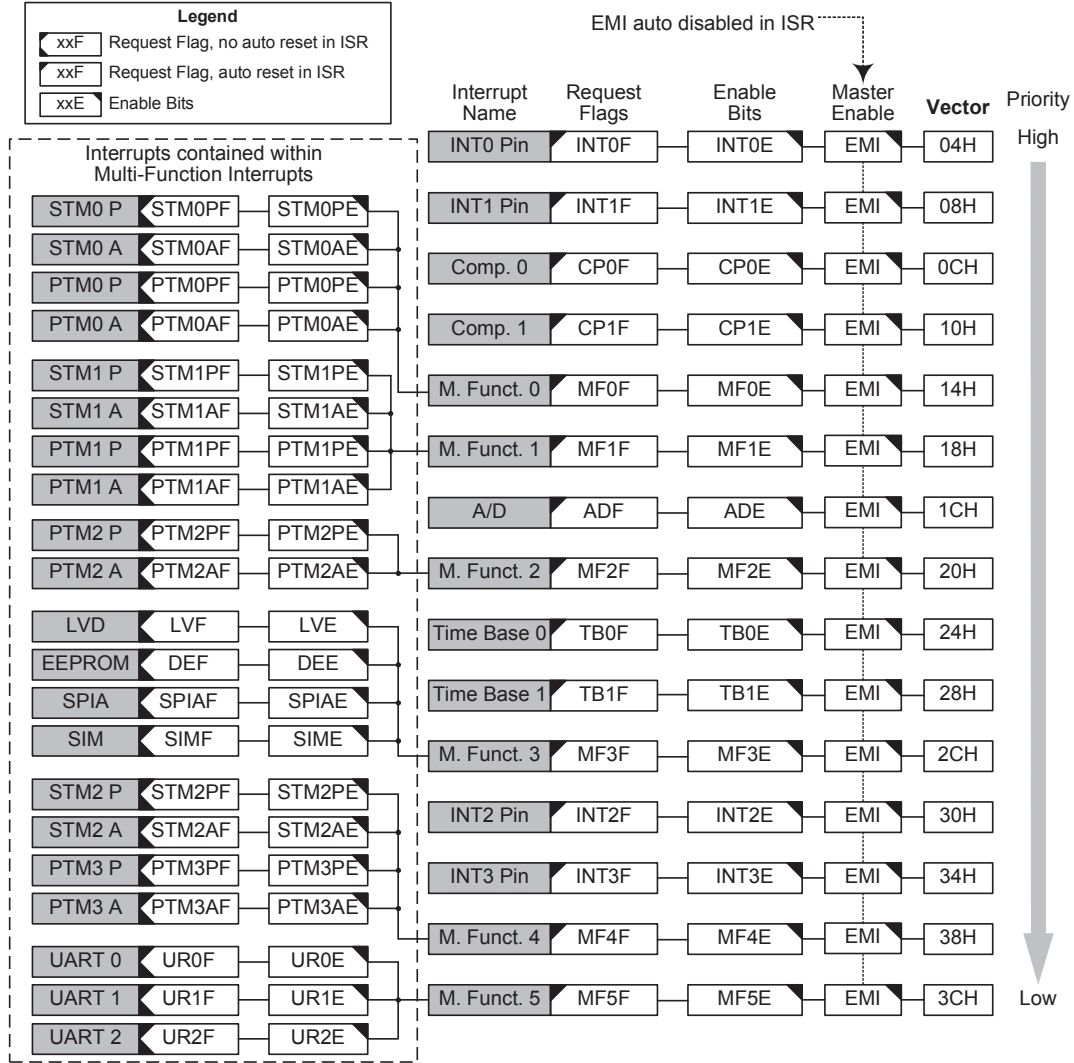 Legend
xxF Request Flag, no auto reset in ISR
xxF Request Flag, auto reset in ISR
xxE Enable Bits
EMI auto disabled in ISR
Interrupt Name Request Flags Enable Bits Master Enable Vector Priority
High
Interrupts contained within
Multi-Function Interrupts
STM0 P STM0PF STM0PE
STM0 A STM0AF STM0AE
PTM0 P PTM0PF PTM0PE
PTM0 A PTM0AF PTM0AE
STM1 P STM1PF STM1PE
STM1 A STM1AF STM1AE
PTM1 P PTM1PF PTM1PE
PTM1 A PTM1AF PTM1AE
PTM2 P PTM2PF PTM2PE
PTM2 A PTM2AF PTM2AE
LVD LVF LVE
EEPROM DEF DEE
SPIA SPIAF SPIAE
SIM SIMF SIME
STM2 P STM2PF STM2PE
STM2 A STM2AF STM2AE
PTM3 P PTM3PF PTM3PE
PTM3 A PTM3AF PTM3AE
UART 0 UR0F UR0E
UART 1 UR1F UR1E
UART 2 UR2F UR2E
INT0 Pin INT0F INT0E EMI 04H
INT1 Pin INT1F INT1E EMI 08H
Comp. 0 CP0F CP0E EMI 0CH
Comp. 1 CP1F CP1E EMI 10H
M. Funct. 0 MF0F MF0E EMI 14H
M. Funct. 1 MF1F MF1E EMI 18H
A/D ADF ADE EMI 1CH
M. Funct. 2 MF2F MF2E EMI 20H
Time Base 0 TB0F TB0E EMI 24H
Time Base 1 TB1F TB1E EMI 28H
M. Funct. 3 MF3F MF3E EMI 2CH
INT2 Pin INT2F INT2E EMI 30H
INT3 Pin INT3F INT3E EMI 34H
M. Funct. 4 MF4F MF4E EMI 38H
M. Funct. 5 MF5F MF5E EMI 3CH
Low